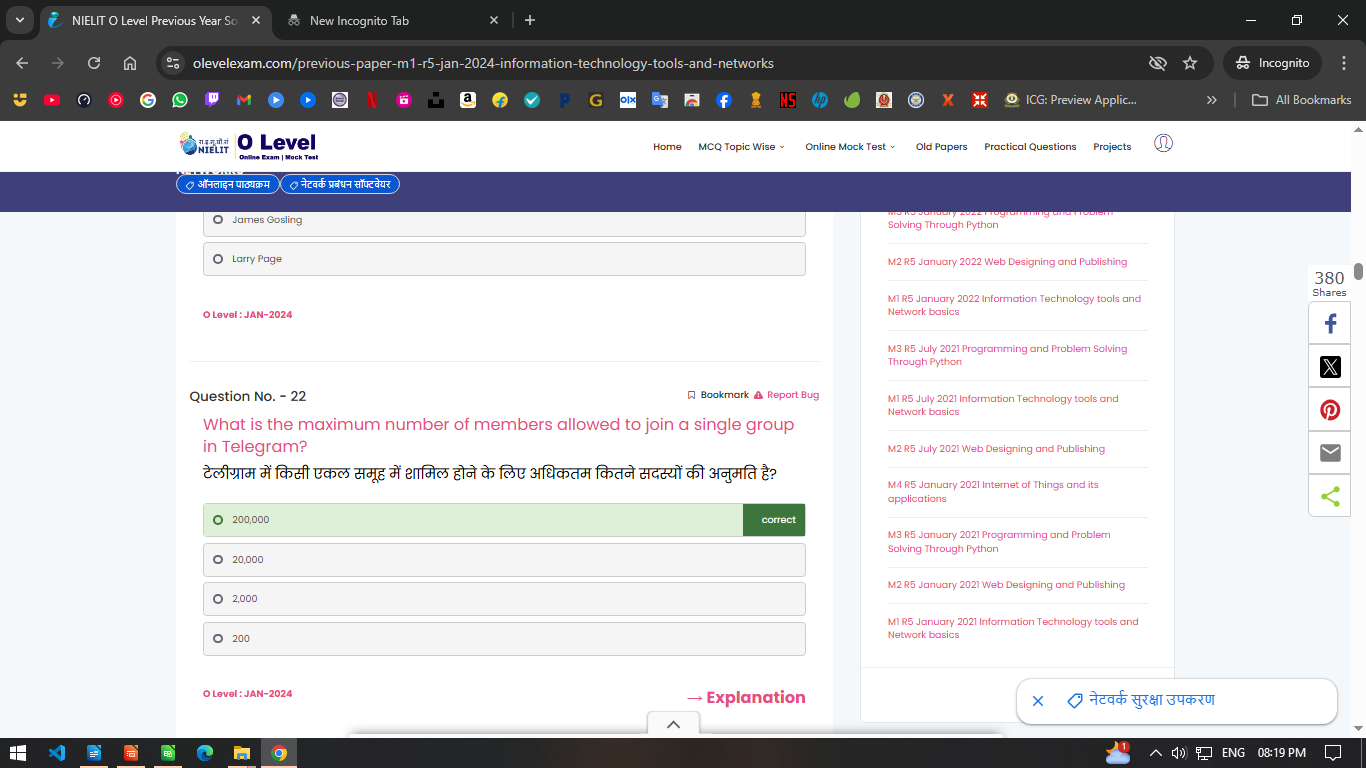 NIELIT O Level Previous Year So
New Incognito Tab
olevelexam.com/previous-paper-m1-r5-jan-2024-information-technology-tools-and-networks
Incognito
ICG: Preview Applic...
All Bookmarks
NIELIT
O Level
Online Exam | Mock Test
Home
MCQ Topic Wise
Online Mock Test
Old Papers
Practical Questions
Projects
ऑनलाइन पाठ्यक्रम
नेटवर्क प्रबंधन सॉफ्टवेयर
James Gosling
Larry Page
O Level : JAN-2024
Question No. - 22
Bookmark
Report Bug
What is the maximum number of members allowed to join a single group
in Telegram?
टेलीग्राम में किसी एकल समूह में शामिल होने के लिए अधिकतम कितने सदस्यों की अनुमति है?
200,000
correct
20,000
2,000
200
O Level : JAN-2024
→ Explanation
M3 R5 January 2022 Programming and Problem
Solving Through Python
M2 R5 January 2022 Web Designing and Publishing
M1 R5 January 2022 Information Technology tools and
Network basics
M3 R5 July 2021 Programming and Problem Solving
Through Python
M1 R5 July 2021 Information Technology tools and
Network basics
M2 R5 July 2021 Web Designing and Publishing
M4 R5 January 2021 Internet of Things and its
applications
M3 R5 January 2021 Programming and Problem
Solving Through Python
M2 R5 January 2021 Web Designing and Publishing
M1 R5 January 2021 Information Technology tools and
Network basics
380
Shares
नेटवर्क सुरक्षा उपकरण
1
ENG
08:19 PM